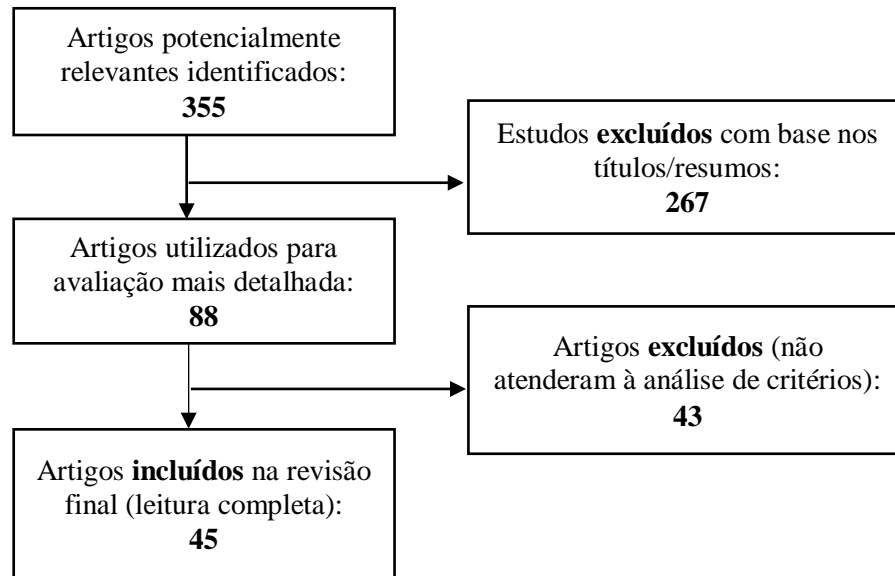 Artigos potencialmente
relevantes identificados:
355
Estudos excluídos com base nos
títulos/resumos:
267
Artigos utilizados para
avaliação mais detalhada:
88
Artigos excluídos (não
atenderam à análise de critérios):
43
Artigos incluídos na revisão
final (leitura completa):
45